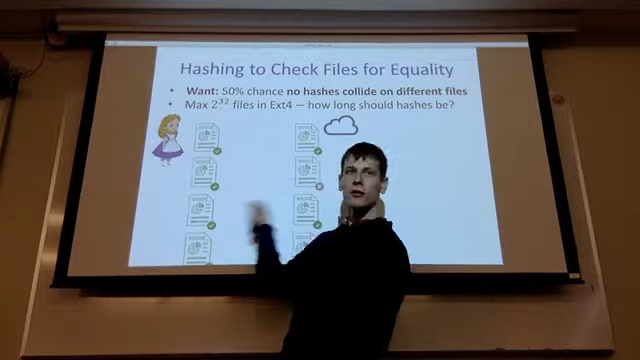 Hashing to Check Files for Equality
• Want: 50% chance no hashes collide on different files
• Max 2³² files in Ext4 – how long should hashes be?